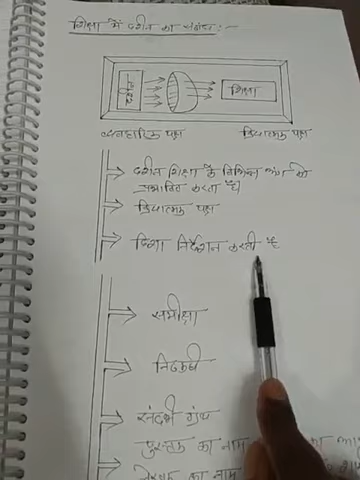 शिक्षा में दर्शन का संबंध :-
दर्शन
शिक्षा
व्यवहारिक पक्ष
क्रियात्मक पक्ष
दर्शन शिक्षा के विभिन्न अंग को
प्रभावित करता है।
क्रियात्मक पक्ष
दिशा निर्देशन करती है
समीक्षा
निष्कर्ष
संदर्भ ग्रंथ
पुस्तक का नाम का
लेखक का नाम